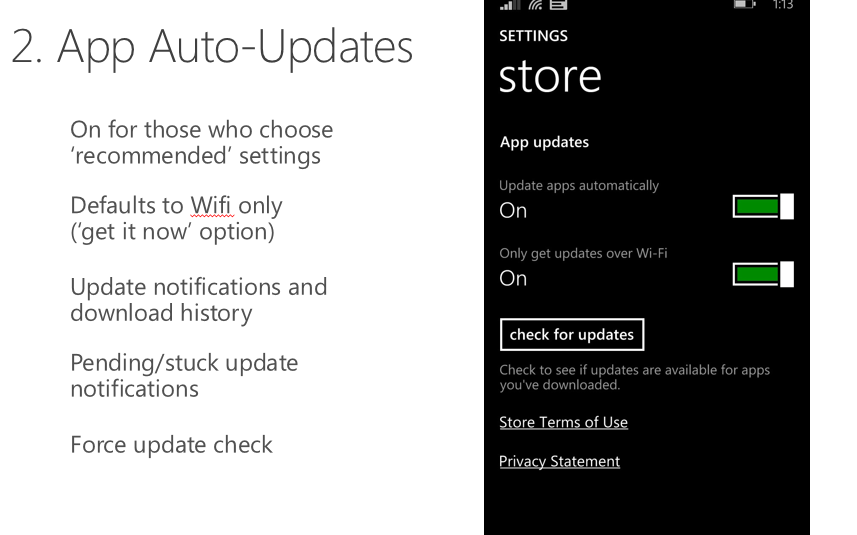 2. App Auto-Updates
On for those who choose
‘recommended’ settings
Defaults to Wifi only
(‘get it now’ option)
Update notifications and
download history
Pending/stuck update
notifications
Force update check
1:13
SETTINGS
store
App updates
Update apps automatically
On
Only get updates over Wi-Fi
On
check for updates
Check to see if updates are available for apps
you've downloaded.
Store Terms of Use
Privacy Statement